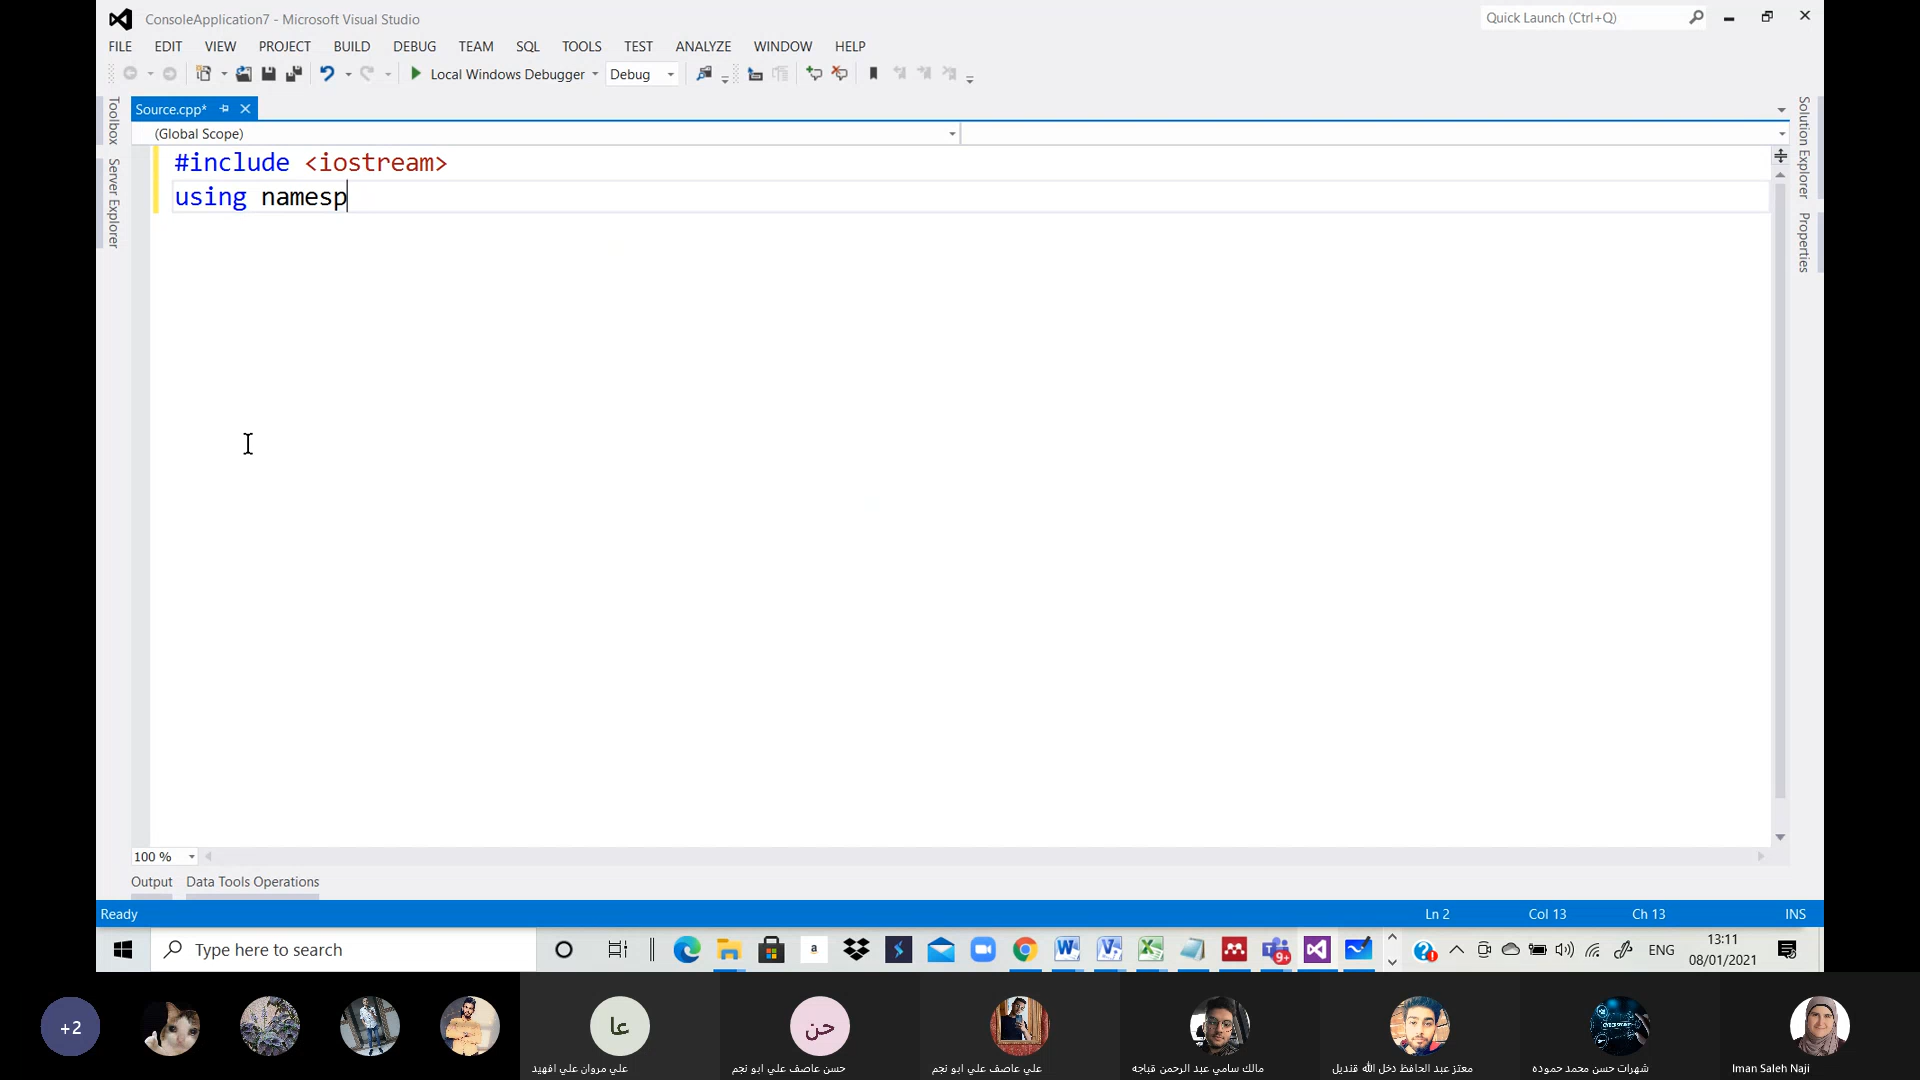 ConsoleApplication7 - Microsoft Visual Studio
Quick Launch (Ctrl+Q)
FILE EDIT VIEW PROJECT BUILD DEBUG TEAM SQL TOOLS TEST ANALYZE WINDOW HELP
Local Windows Debugger Debug
Toolbox
Server Explorer
Source.cpp*
(Global Scope)
#include <iostream>
using namesp
Solution Explorer
Properties
100 %
Output Data Tools Operations
Ready Ln 2 Col 13 Ch 13 INS
Type here to search
a
9+
ENG
13:11
08/01/2021
+2
عا
حن
علي مروان علي افهيد
حسن عاصف علي ابو نجم
علي عاصف علي ابو نجم
مالك سامي عبد الرحمن قباجه
معتز عبد الحافظ دخل الله قنديل
شهرات حسن محمد حموده
Iman Saleh Naji